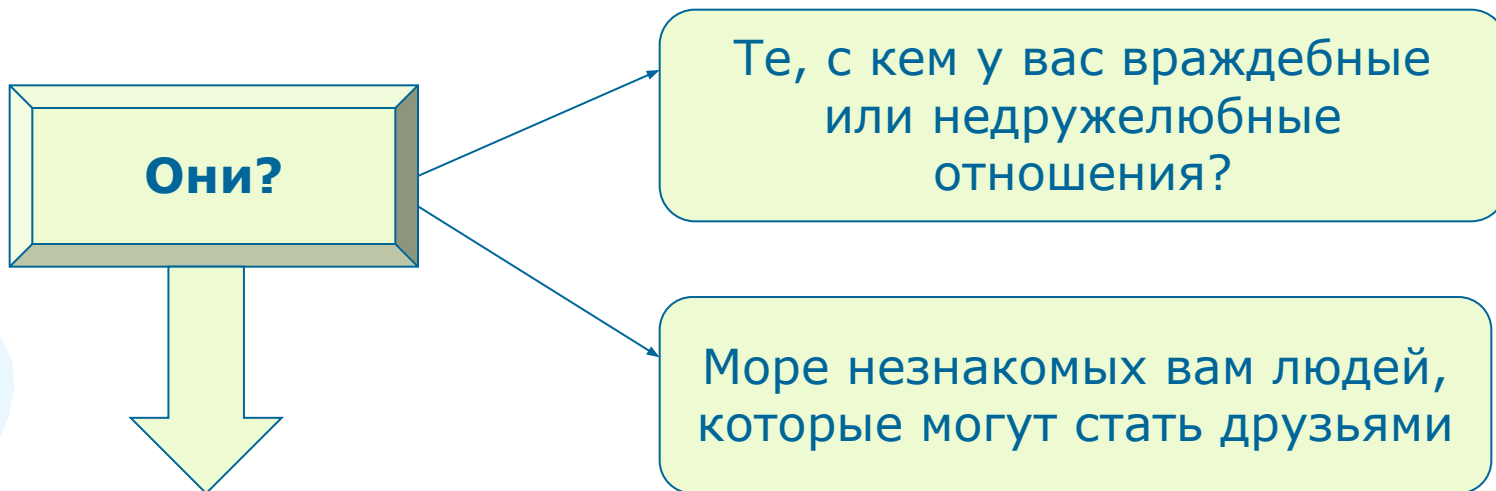 Они?
Те, с кем у вас враждебные
или недружелюбные
отношения?
Море незнакомых вам людей,
которые могут стать друзьями